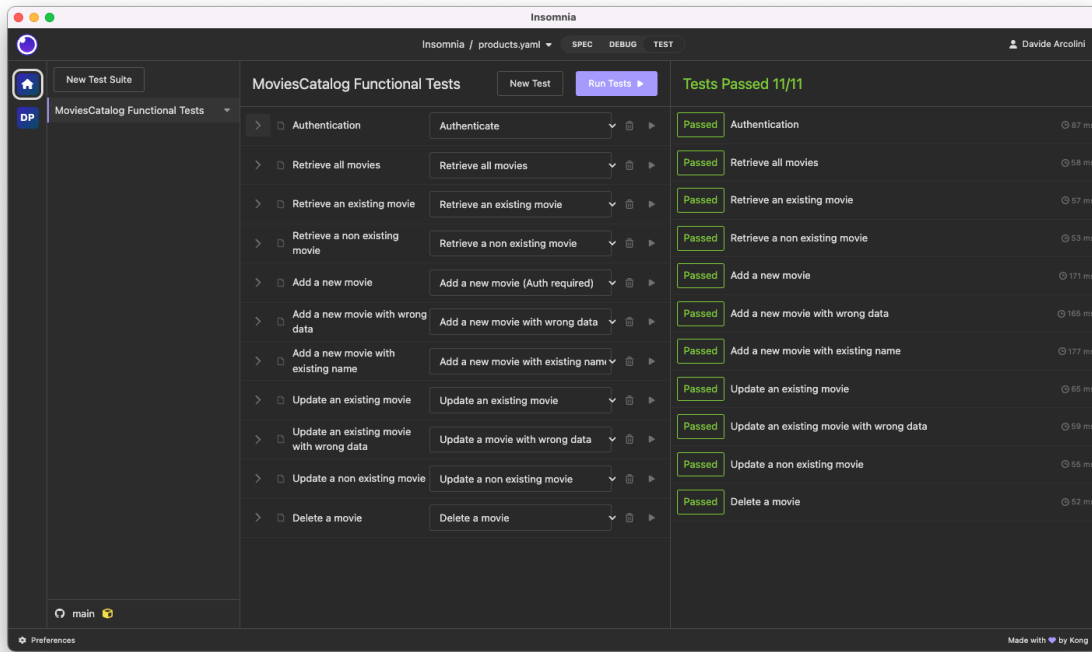 Insomnia
Insomnia / products.yaml
SPEC DEBUG TEST
Davide Arcolini
DP
New Test Suite
MoviesCatalog Functional Tests
MoviesCatalog Functional Tests
New Test
Run Tests
Authentication Authenticate
Retrieve all movies Retrieve all movies
Retrieve an existing movie Retrieve an existing movie
Retrieve a non existing
movie
Retrieve a non existing movie
Add a new movie Add a new movie (Auth required)
Add a new movie with wrong
data
Add a new movie with wrong data
Add a new movie with
existing name
Add a new movie with existing name
Update an existing movie Update an existing movie
Update an existing movie
with wrong data
Update a movie with wrong data
Update a non existing movie Update a non existing movie
Delete a movie Delete a movie
Tests Passed 11/11
Passed Authentication 87 ms
Passed Retrieve all movies 58 ms
Passed Retrieve an existing movie 57 ms
Passed Retrieve a non existing movie 53 ms
Passed Add a new movie 171 ms
Passed Add a new movie with wrong data 165 ms
Passed Add a new movie with existing name 177 ms
Passed Update an existing movie 65 ms
Passed Update an existing movie with wrong data 59 ms
Passed Update a non existing movie 55 ms
Passed Delete a movie 52 ms
main
Preferences
Made with 💜 by Kong